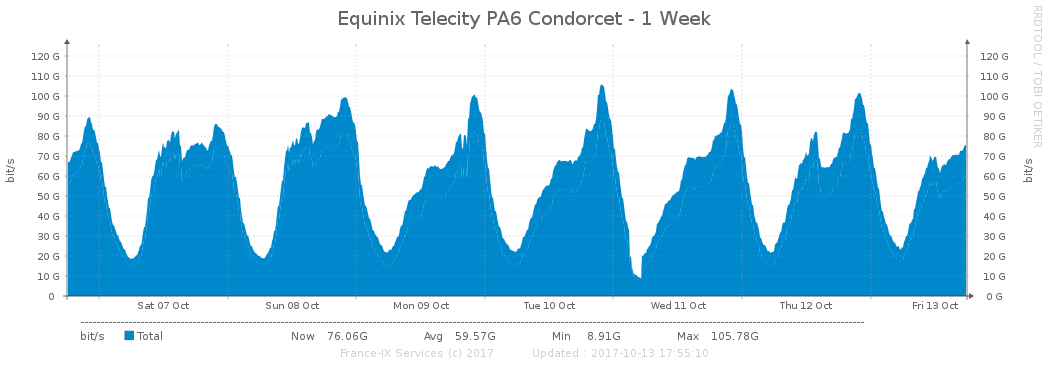 Equinix Telecity PA6 Condorcet - 1 Week
RRDTOOL / TOBI OETIKER
bit/s
120 G 120 G
110 G 110 G
100 G 100 G
90 G 90 G
80 G 80 G
70 G 70 G
60 G 60 G
50 G 50 G
40 G 40 G
30 G 30 G
20 G 20 G
10 G 10 G
0 0 G
bit/s
Sat 07 Oct Sun 08 Oct Mon 09 Oct Tue 10 Oct Wed 11 Oct Thu 12 Oct Fri 13 Oct
bit/s Total Now 76.06G Avg 59.57G Min 8.91G Max 105.78G
France-IX Services (c) 2017 Updated : 2017-10-13 17:55:10